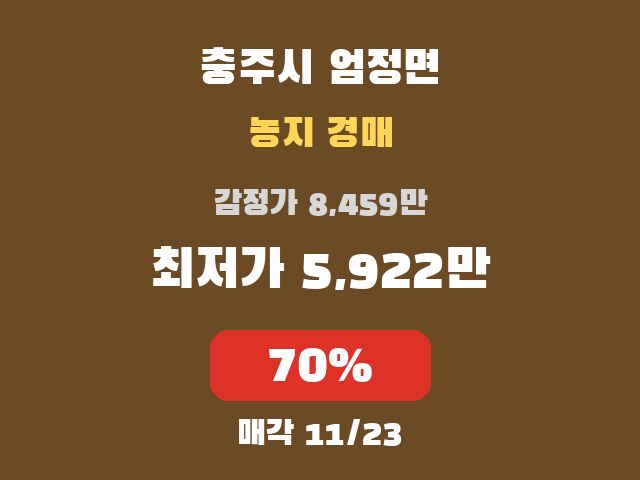 충주시 엄정면
농지 경매
감정가 8,459만
최저가 5,922만
70%
매각 11/23